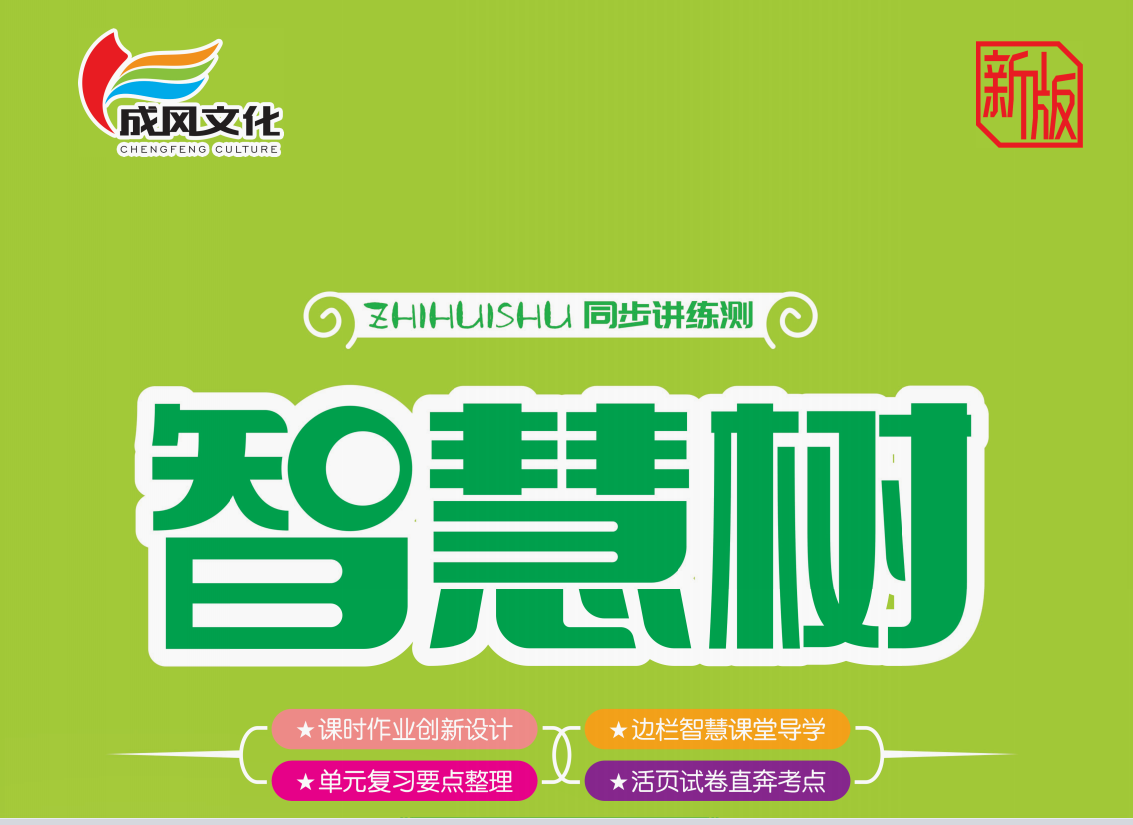 成风文化
CHENGFENG CULTURE
新版
ZHIHUISHU 同步讲练测
智慧树
★课时作业创新设计
★边栏智慧课堂导学
★单元复习要点整理
★活页试卷直奔考点